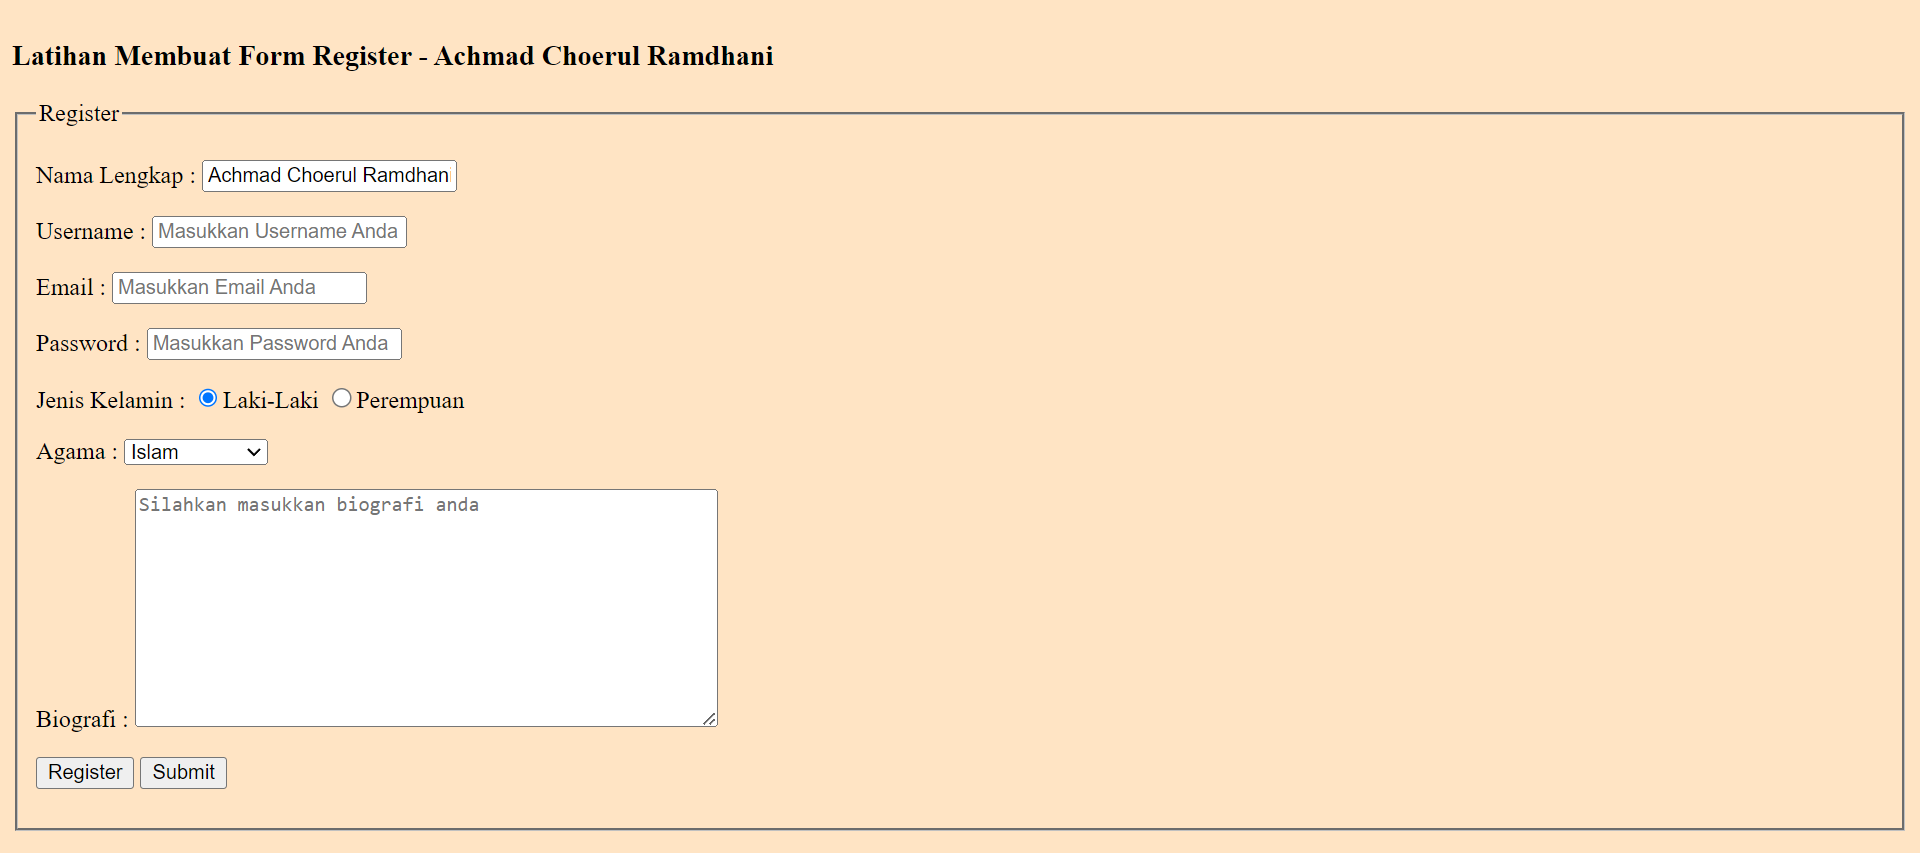 Latihan Membuat Form Register - Achmad Choerul Ramdhani
Register
Nama Lengkap : Achmad Choerul Ramdhani
Username : Masukkan Username Anda
Email : Masukkan Email Anda
Password : Masukkan Password Anda
Jenis Kelamin : Laki-Laki Perempuan
Agama : Islam
Silahkan masukkan biografi anda
Biografi :
Register Submit